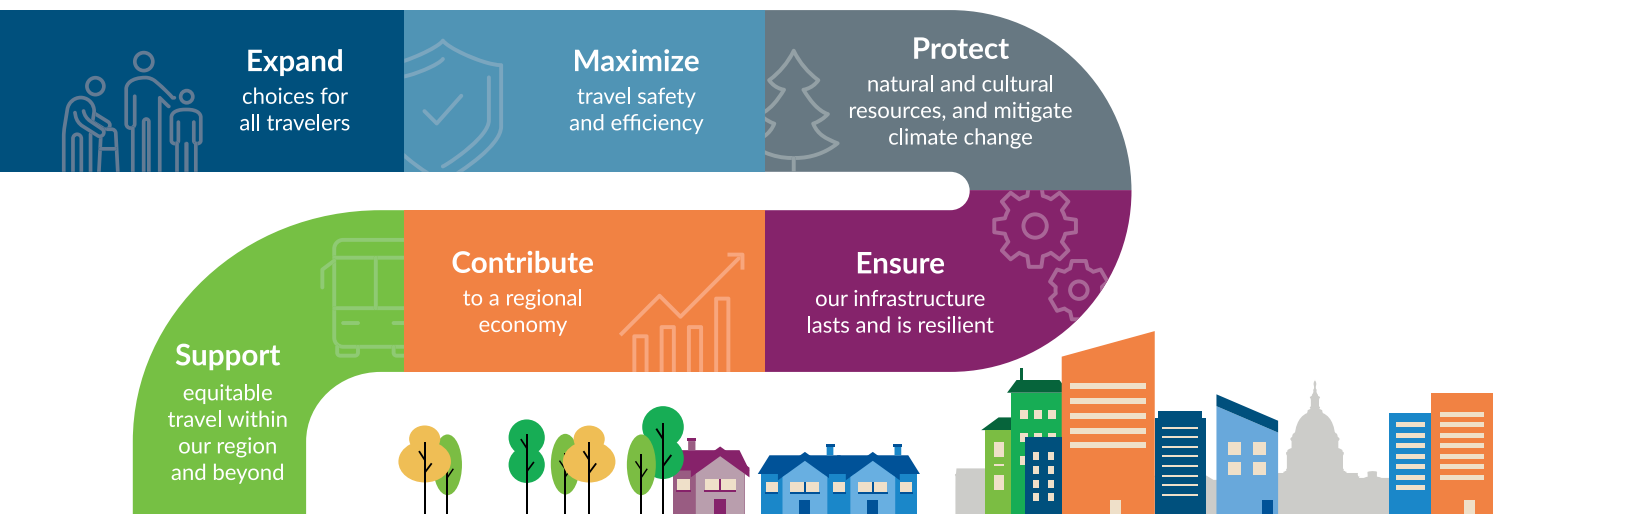 Expand
choices for
all travelers
Maximize
travel safety
and efficiency
Protect
natural and cultural
resources, and mitigate
climate change
Ensure
our infrastructure
lasts and is resilient
Contribute
to a regional
economy
Support
equitable
travel within
our region
and beyond